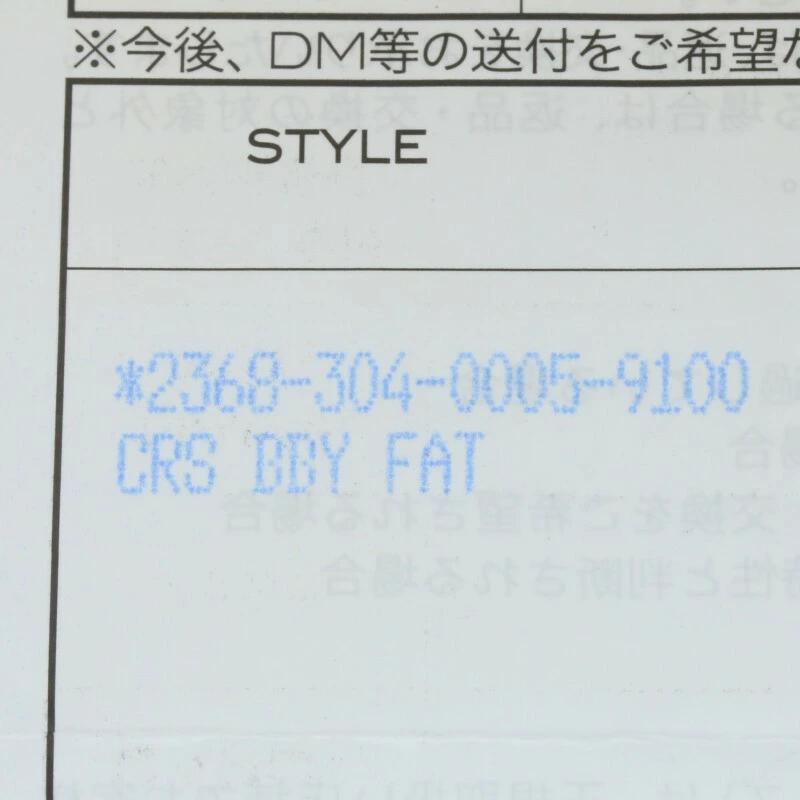 ※今後、DM等の送付をご希望な
STYLE
*2368-304-0005-9100
CRS BBY FAT